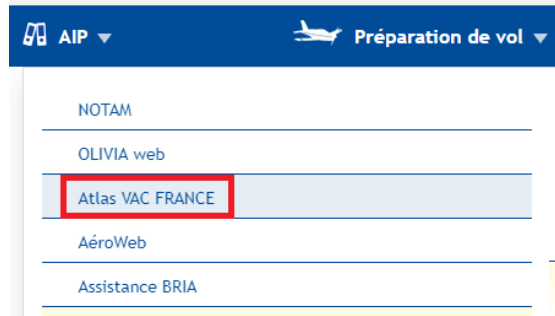 AIP
Préparation de vol
NOTAM
OLIVIA web
Atlas VAC FRANCE
AéroWeb
Assistance BRIA